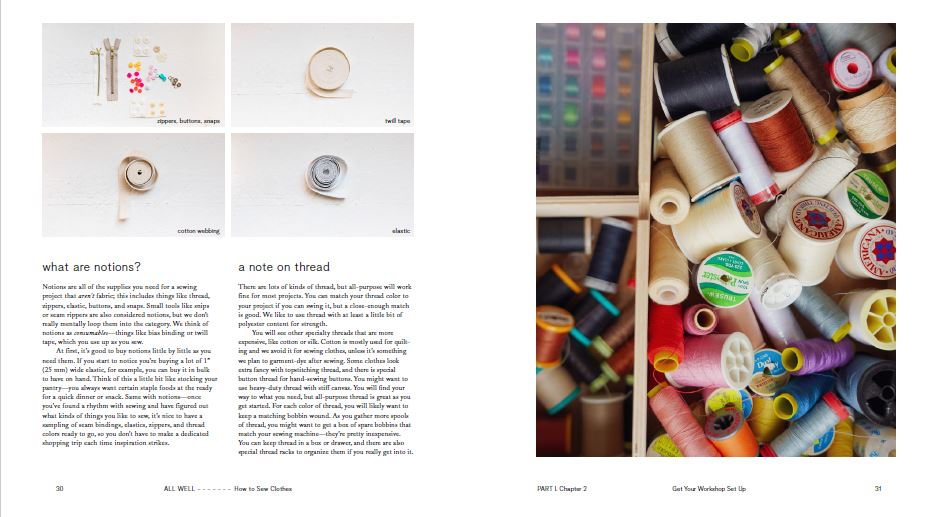 zippers, buttons, snaps
twill tape
cotton webbing
elastic
what are notions?
Notions are all of the supplies you need for a sewing
project that aren't fabric; this includes things like thread,
zippers, elastic, buttons, and snaps. Small tools like snips
or seam rippers are also considered notions, but we don't
really mentally loop them into the category. We think of
notions as consumables—things like bias binding or twill
tape, which you use up as you sew.
At first, it's good to buy notions little by little as you
need them. If you start to notice you're buying a lot of 1"
(25 mm) wide elastic, for example, you can buy it in bulk
to have on hand. Think of this a little bit like stocking your
pantry—you always want certain staple foods at the ready
for a quick dinner or snack. Same with notions—once
you've found a rhythm with sewing and have figured out
what kinds of things you like to sew, it's nice to have a
sampling of seam bindings, elastics, zippers, and thread
colors ready to go, so you don't have to make a dedicated
shopping trip each time inspiration strikes.
a note on thread
There are lots of kinds of thread, but all-purpose will work
fine for most projects. You can match your thread color to
your project if you can swing it, but a close-enough match
is good. We like to use thread with at least a little bit of
polyester content for strength.
You will see other specialty threads that are more
expensive, like cotton or silk. Cotton is mostly used for quilt-
ing and we avoid it for sewing clothes, unless it's something
we plan to garment-dye after sewing. Some clothes look
extra fancy with topstitching thread, and there is special
button thread for hand-sewing buttons. You might want to
use heavy-duty thread with stiff canvas. You will find your
way to what you need, but all-purpose thread is great as you
get started. For each color of thread, you will likely want to
keep a matching bobbin wound. As you gather more spools
of thread, you might want to get a box of spare bobbins that
match your sewing machine—they're pretty inexpensive.
You can keep thread in a box or drawer, and there are also
special thread racks to organize them if you really get into it.
30
ALL WELL ------- How to Sew Clothes
AMERICAN
AMERICAN
TRUSEW
Polyester
Dual
PART I. Chapter 2
Get Your Workshop Set Up
31